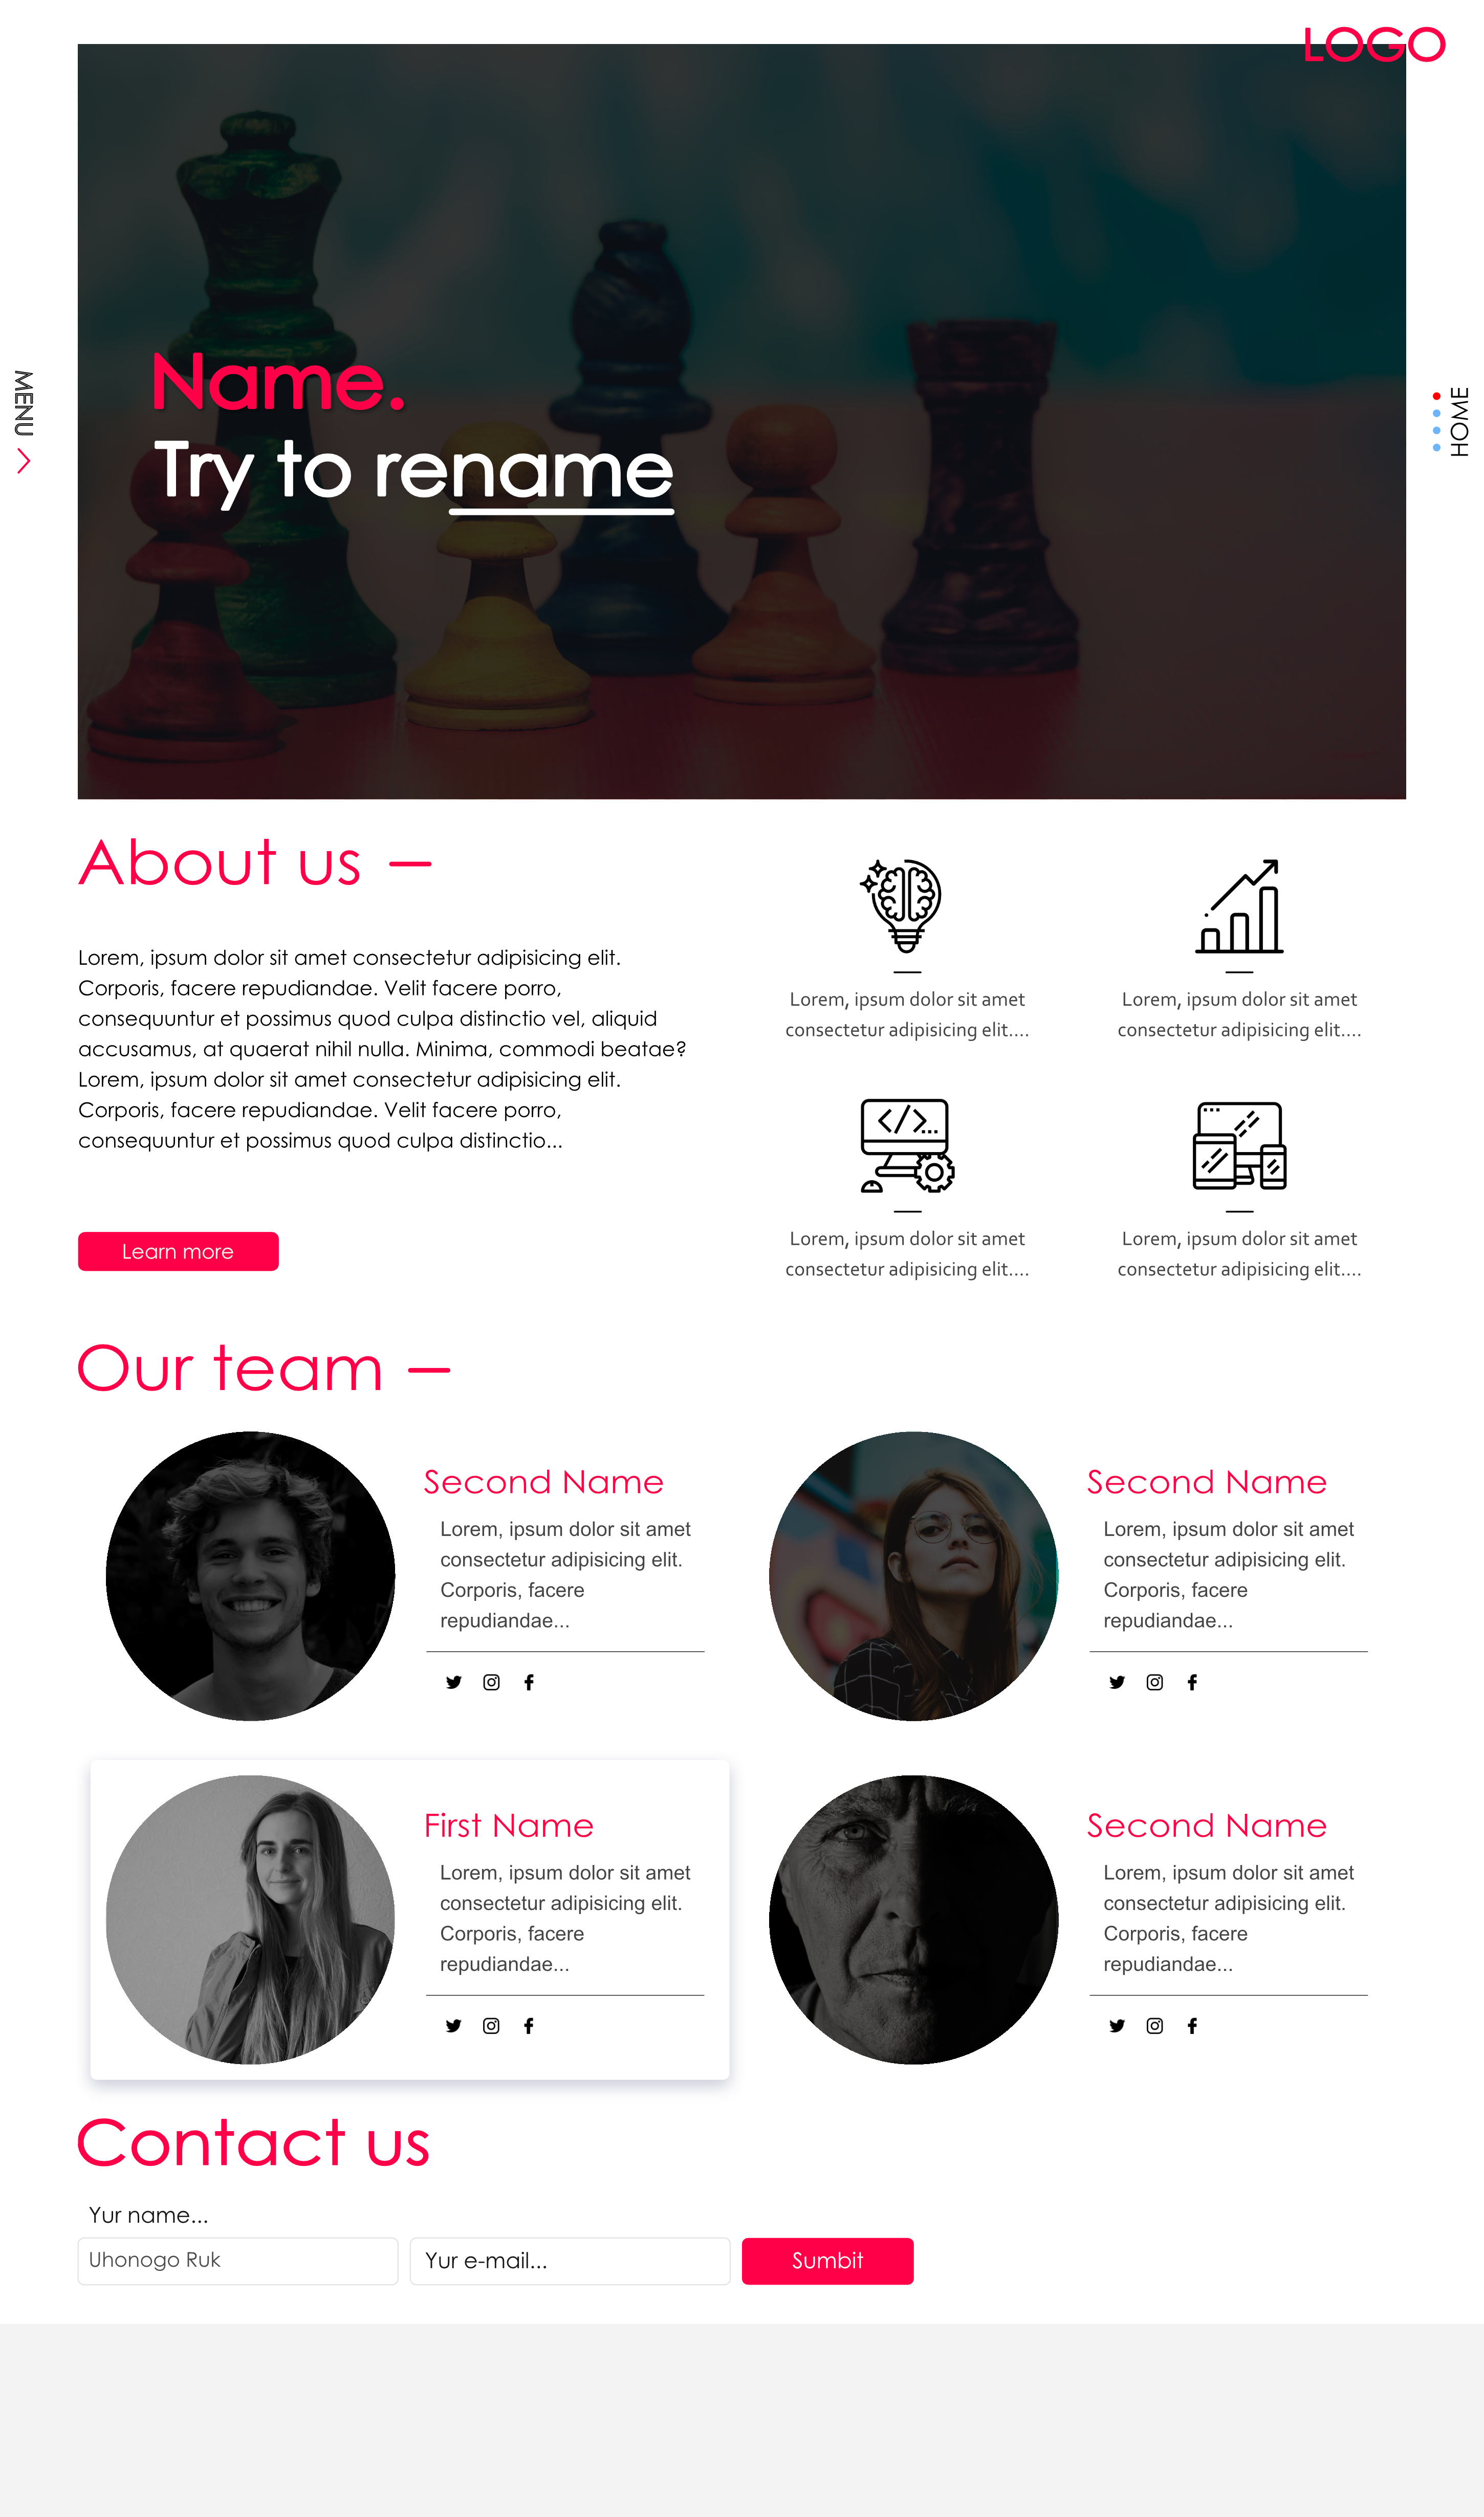 LOGO
MENU
HOME
Name.
Try to rename
About us —
Lorem, ipsum dolor sit amet consectetur adipisicing elit.
Corporis, facere repudiandae. Velit facere porro,
consequuntur et possimus quod culpa distinctio vel, aliquid
accusamus, at quaerat nihil nulla. Minima, commodi beatae?
Lorem, ipsum dolor sit amet consectetur adipisicing elit.
Corporis, facere repudiandae. Velit facere porro,
consequuntur et possimus quod culpa distinctio...
Learn more
Lorem, ipsum dolor sit amet
consectetur adipisicing elit....
Lorem, ipsum dolor sit amet
consectetur adipisicing elit....
Lorem, ipsum dolor sit amet
consectetur adipisicing elit....
Lorem, ipsum dolor sit amet
consectetur adipisicing elit....
Our team —
Second Name
Lorem, ipsum dolor sit amet
consectetur adipisicing elit.
Corporis, facere
repudiandae...
Second Name
Lorem, ipsum dolor sit amet
consectetur adipisicing elit.
Corporis, facere
repudiandae...
First Name
Lorem, ipsum dolor sit amet
consectetur adipisicing elit.
Corporis, facere
repudiandae...
Second Name
Lorem, ipsum dolor sit amet
consectetur adipisicing elit.
Corporis, facere
repudiandae...
Contact us
Yur name...
Uhonogo Ruk
Yur e-mail...
Sumbit